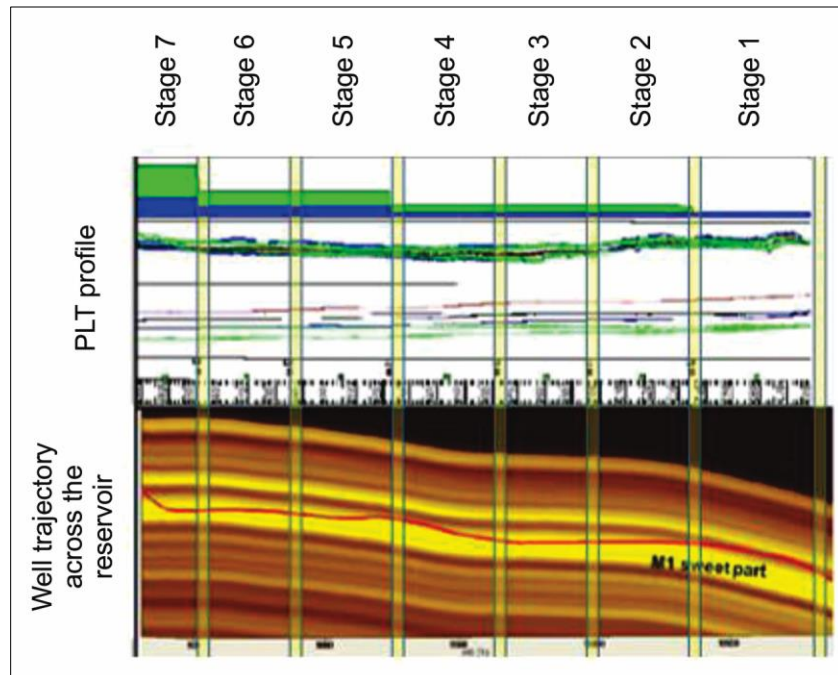 Stage 7
Stage 6
Stage 5
Stage 4
Stage 3
Stage 2
Stage 1
PLT profile
Well trajectory
across the
reservoir
M1 sweet part